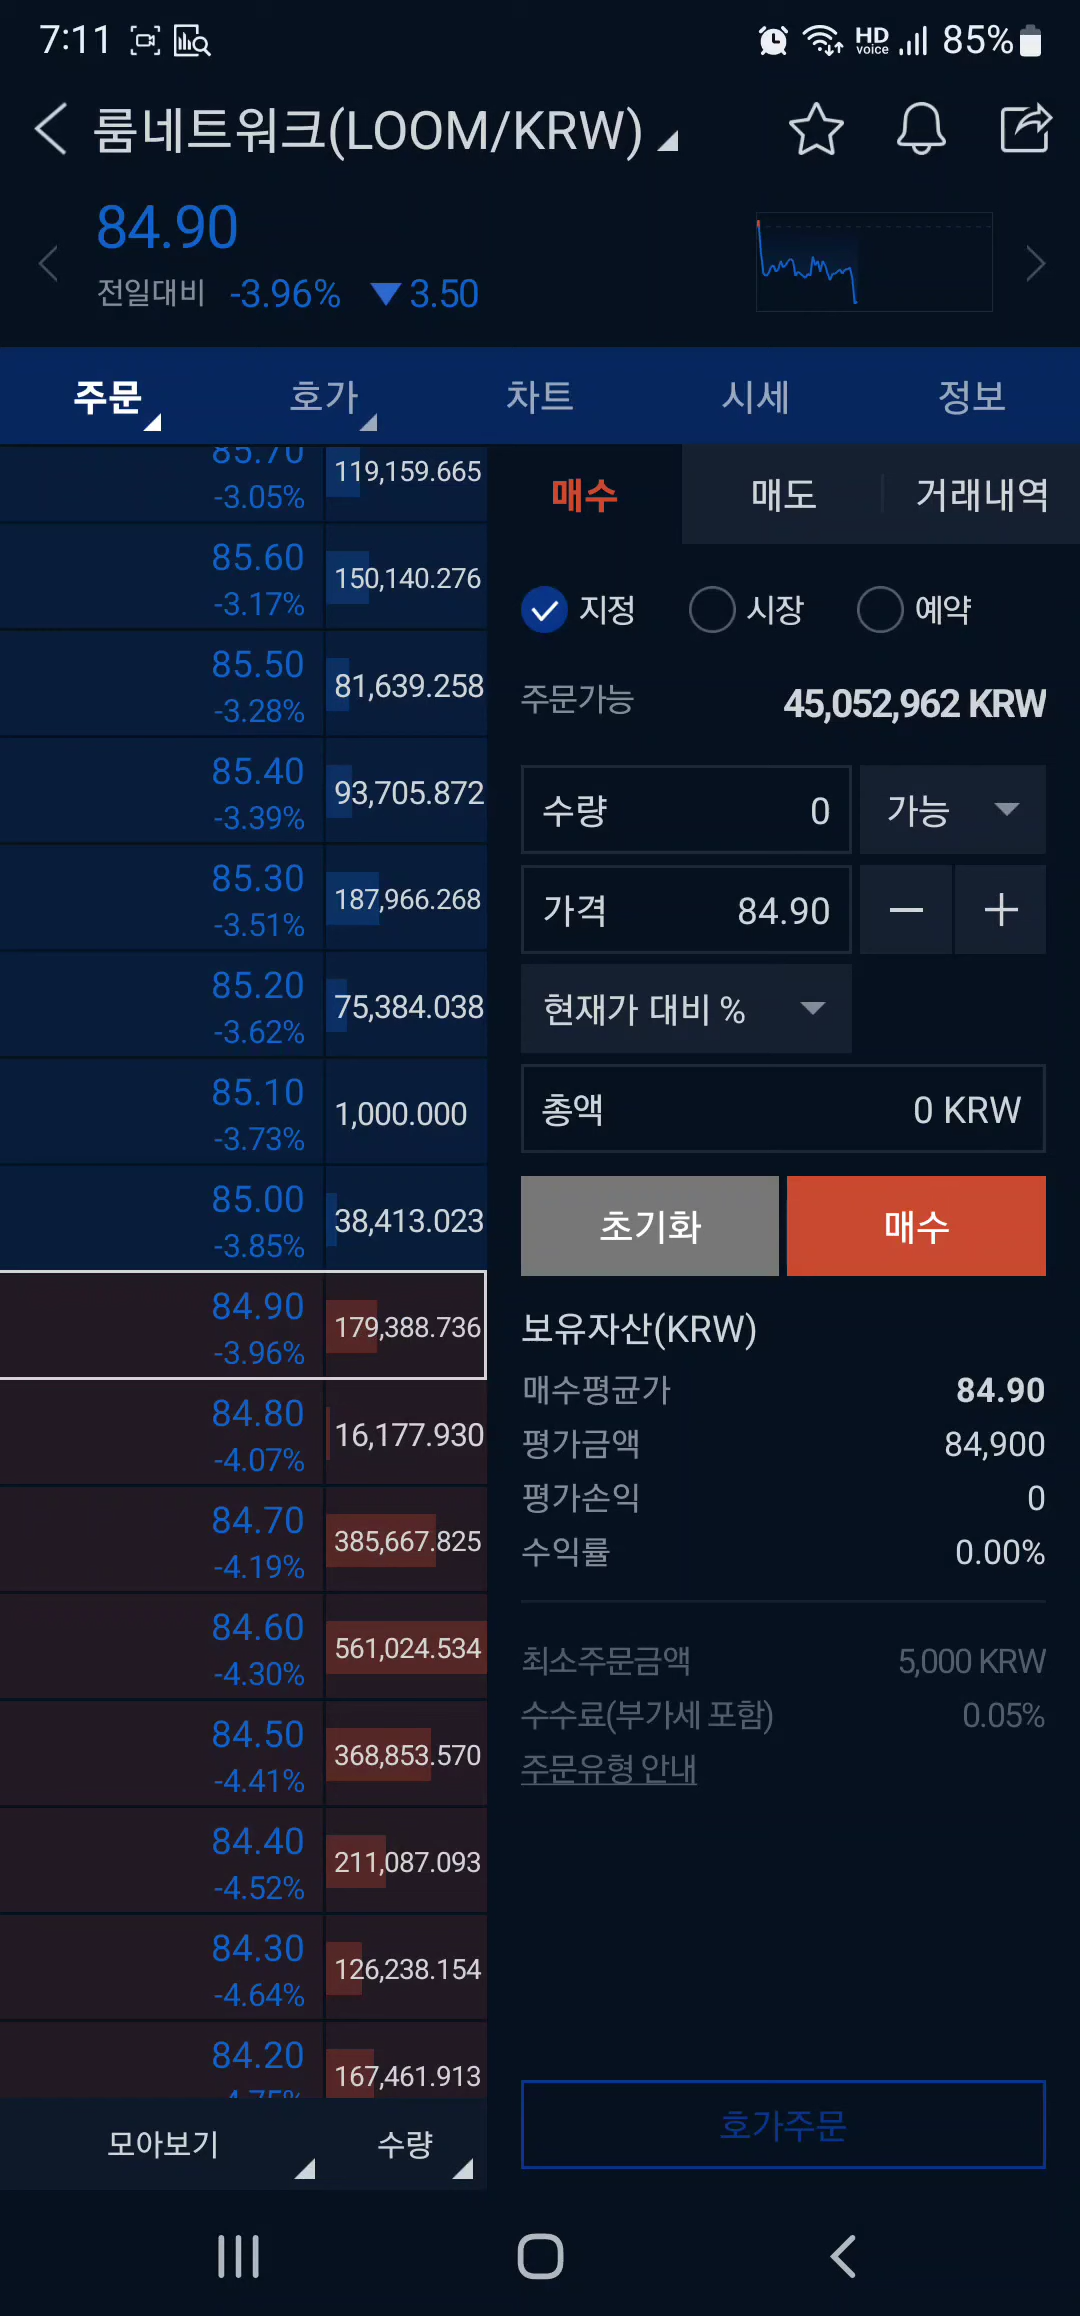 7:11 HD voice 85%
룸네트워크(LOOM/KRW)
84.90
전일대비 -3.96% ▼ 3.50
주문 호가 차트 시세 정보
85.70 119,159.665
-3.05%
85.60 150,140.276
-3.17%
85.50 81,639.258
-3.28%
85.40 93,705.872
-3.39%
85.30 187,966.268
-3.51%
85.20 75,384.038
-3.62%
85.10 1,000.000
-3.73%
85.00 38,413.023
-3.85%
84.90 179,388.736
-3.96%
84.80 16,177.930
-4.07%
84.70 385,667.825
-4.19%
84.60 561,024.534
-4.30%
84.50 368,853.570
-4.41%
84.40 211,087.093
-4.52%
84.30 126,238.154
-4.64%
84.20 167,461.913
-4.75%
모아보기 수량
매수 매도 거래내역
지정 시장 예약
주문가능 45,052,962 KRW
수량 0 가능
가격 84.90 − +
현재가 대비 %
총액 0 KRW
초기화 매수
보유자산(KRW)
매수평균가 84.90
평가금액 84,900
평가손익 0
수익률 0.00%
최소주문금액 5,000 KRW
수수료(부가세 포함) 0.05%
주문유형 안내
호가주문